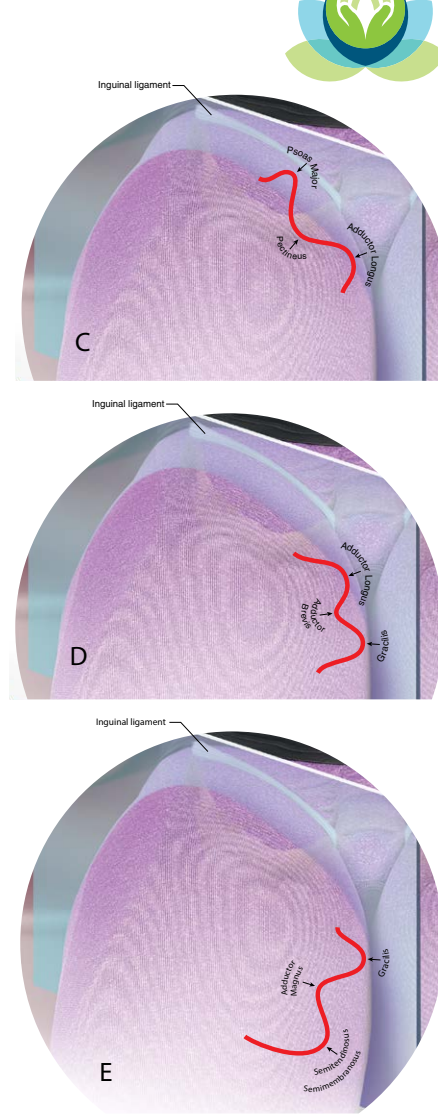 Inguinal ligament
Psoas Major
Pectineus
Adductor Longus
C
Inguinal ligament
Adductor Longus
Adductor Brevis
Gracilis
D
Inguinal ligament
Gracilis
Adductor
Magnus
Semitendinosus
Semimembranosus
E